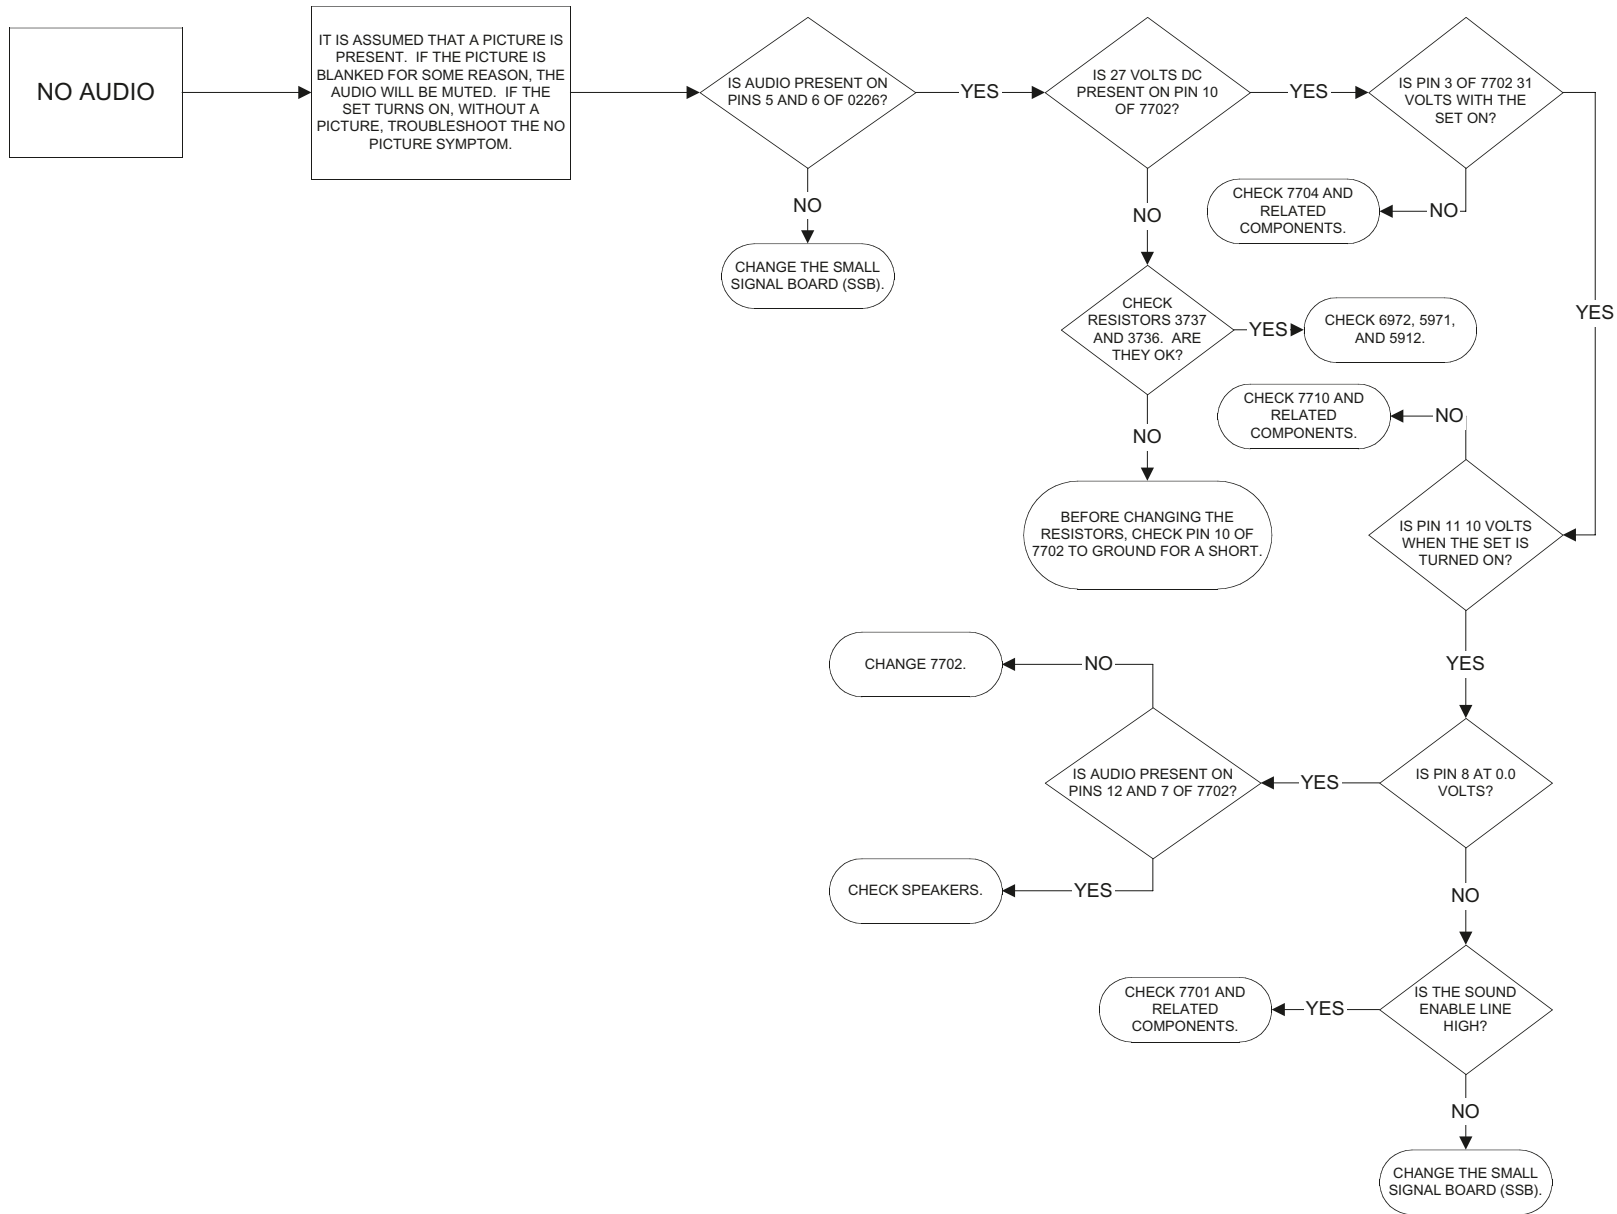 NO AUDIO
IT IS ASSUMED THAT A PICTURE IS
PRESENT. IF THE PICTURE IS
BLANKED FOR SOME REASON, THE
AUDIO WILL BE MUTED. IF THE
SET TURNS ON, WITHOUT A
PICTURE, TROUBLESHOOT THE NO
PICTURE SYMPTOM.
IS AUDIO PRESENT ON
PINS 5 AND 6 OF 0226?
YES
IS 27 VOLTS DC
PRESENT ON PIN 10
OF 7702?
YES
IS PIN 3 OF 7702 31
VOLTS WITH THE
SET ON?
NO
CHANGE THE SMALL
SIGNAL BOARD (SSB).
NO
CHECK 7704 AND
RELATED
COMPONENTS.
NO
YES
CHECK
RESISTORS 3737
AND 3736. ARE
THEY OK?
YES
CHECK 6972, 5971,
AND 5912.
NO
BEFORE CHANGING THE
RESISTORS, CHECK PIN 10 OF
7702 TO GROUND FOR A SHORT.
CHECK 7710 AND
RELATED
COMPONENTS.
NO
IS PIN 11 10 VOLTS
WHEN THE SET IS
TURNED ON?
YES
IS PIN 8 AT 0.0
VOLTS?
YES
IS AUDIO PRESENT ON
PINS 12 AND 7 OF 7702?
NO
CHANGE 7702.
YES
CHECK SPEAKERS.
NO
IS THE SOUND
ENABLE LINE
HIGH?
YES
CHECK 7701 AND
RELATED
COMPONENTS.
NO
CHANGE THE SMALL
SIGNAL BOARD (SSB).